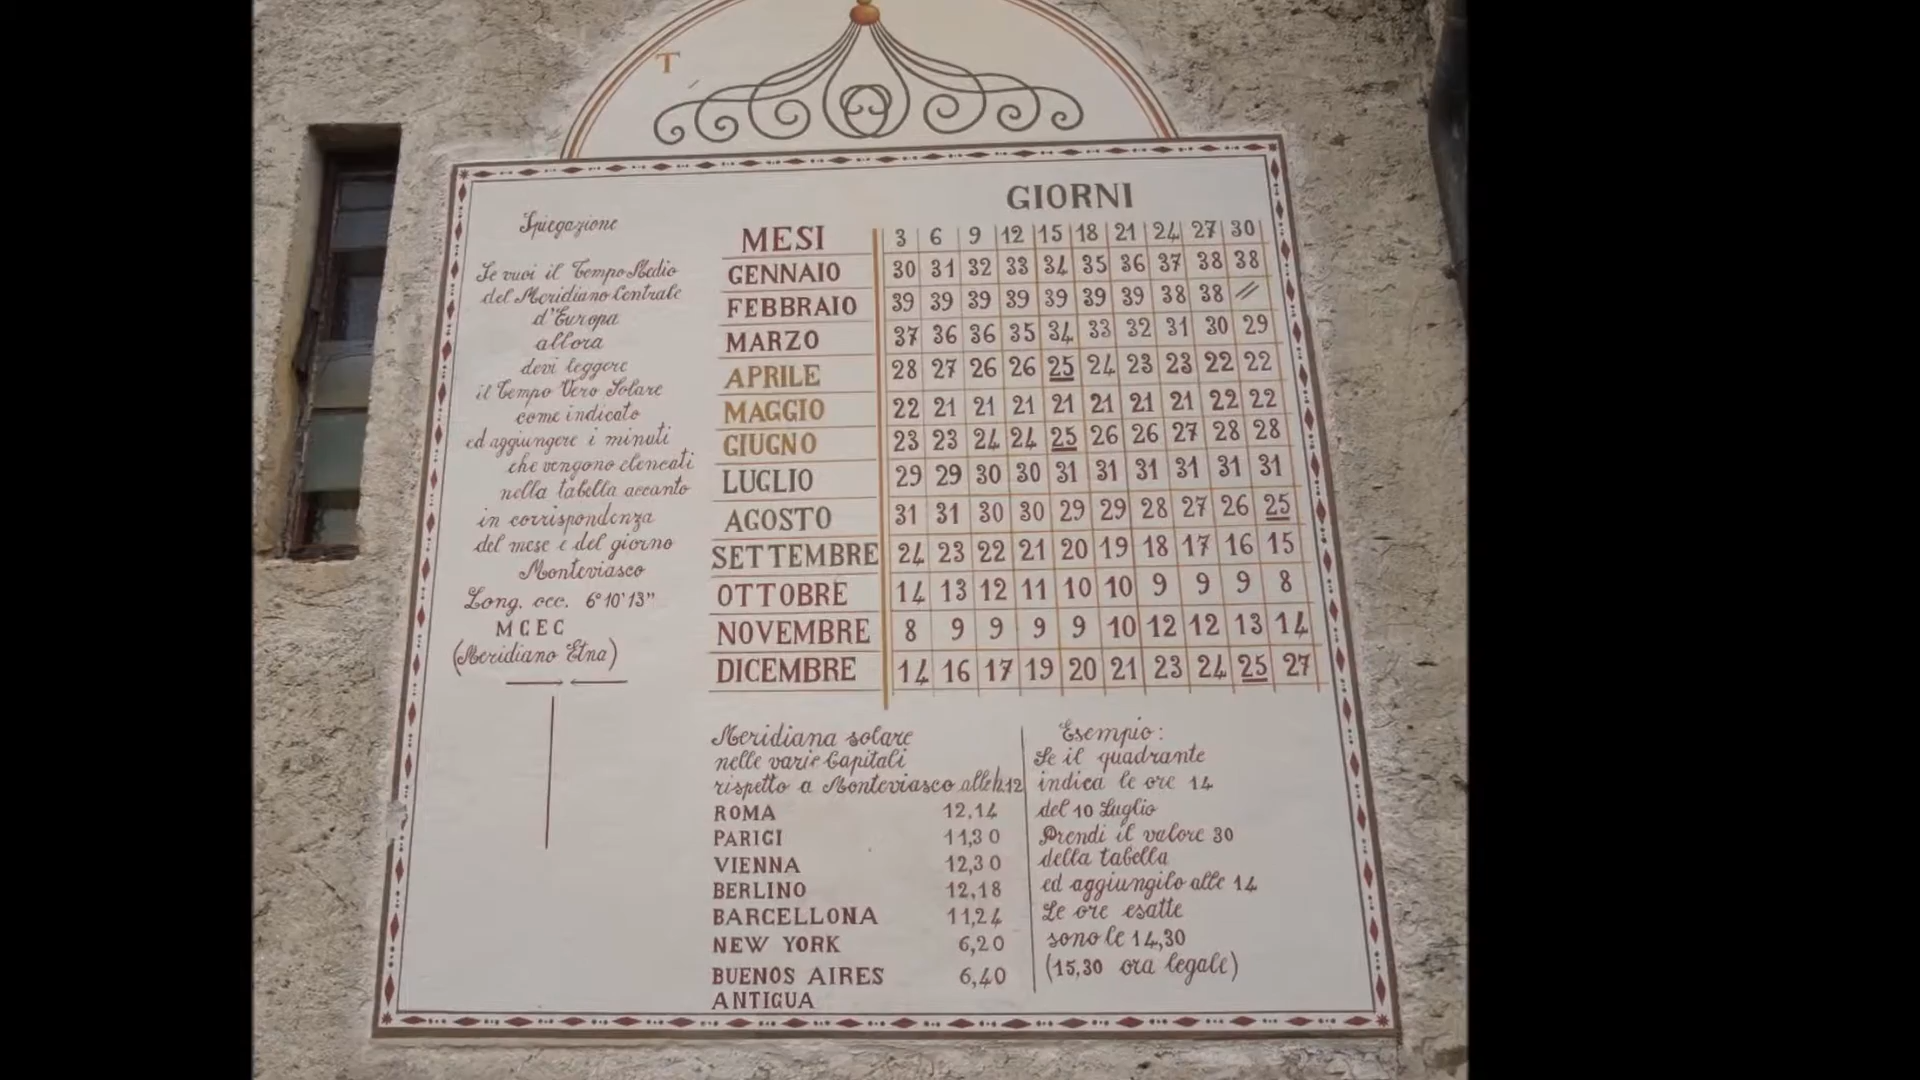 T
GIORNI
Spiegazione
Se vuoi il Tempo Medio
del Meridiano Centrale
d'Europa
allora
devi leggere
il Tempo Vero Solare
come indicato
ed aggiungere i minuti
che vengono elencati
nella tabella accanto
in corrispondenza
del mese e del giorno
Monteviasco
Long. occ. 6°10'13"
MCEC
(Meridiano Etna)
MESI 3 6 9 12 15 18 21 24 27 30
GENNAIO 30 31 32 33 34 35 36 37 38 38
FEBBRAIO 39 39 39 39 39 39 39 38 38 //
MARZO 37 36 36 35 34 33 32 31 30 29
APRILE 28 27 26 26 25 24 23 23 22 22
MAGGIO 22 21 21 21 21 21 21 21 22 22
GIUGNO 23 23 24 24 25 26 26 27 28 28
LUGLIO 29 29 30 30 31 31 31 31 31 31
AGOSTO 31 31 30 30 29 29 28 27 26 25
SETTEMBRE 24 23 22 21 20 19 18 17 16 15
OTTOBRE 14 13 12 11 10 10 9 9 9 8
NOVEMBRE 8 9 9 9 9 10 12 12 13 14
DICEMBRE 14 16 17 19 20 21 23 24 25 27
Meridiana solare
nelle varie Capitali
rispetto a Monteviasco alle h.12
ROMA 12,14
PARIGI 11,30
VIENNA 12,30
BERLINO 12,18
BARCELLONA 11,24
NEW YORK 6,20
BUENOS AIRES 6,40
ANTIGUA
Esempio:
Se il quadrante
indica le ore 14
del 10 Luglio
Prendi il valore 30
della tabella
ed aggiungilo alle 14
Le ore esatte
sono le 14,30
(15,30 ora legale)